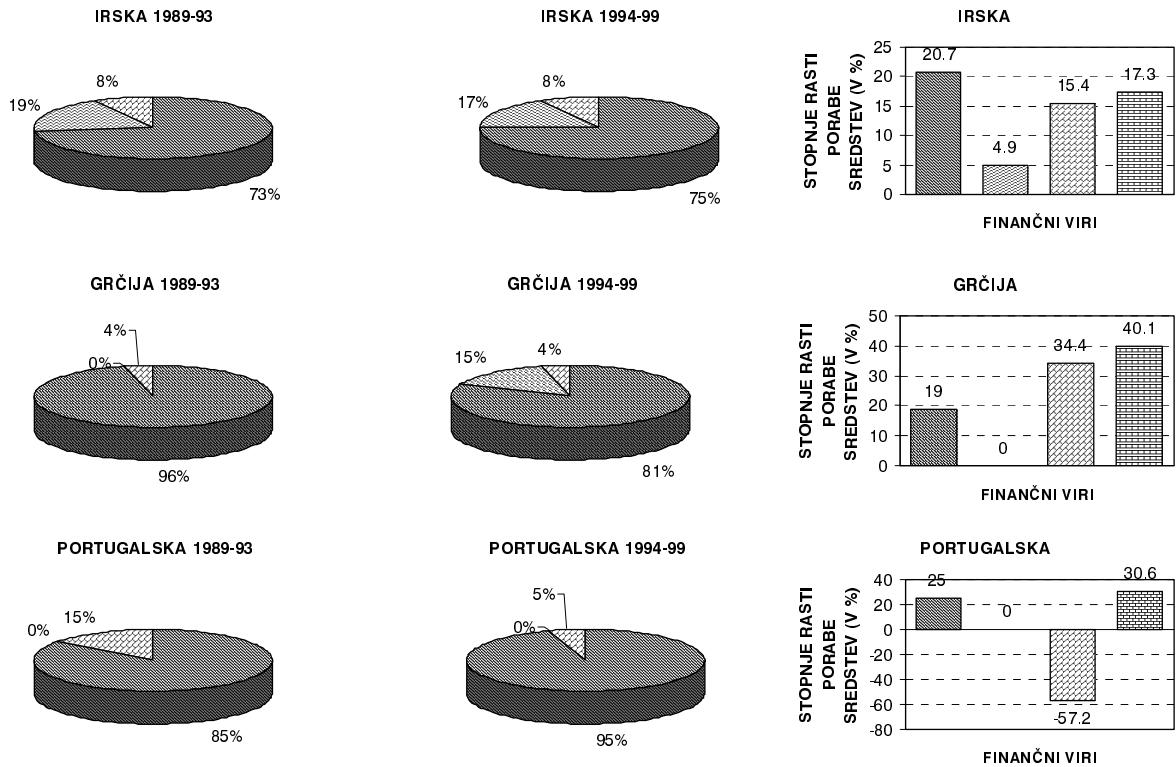 IRSKA 1989-93
8%
19%
73%
IRSKA 1994-99
8%
17%
75%
IRSKA
STOPNJE RASTI
PORABE
SREDSTEV (V %)
25
20
15
10
5
0
20.7
4.9
15.4
17.3
FINANČNI VIRI
GRČIJA 1989-93
4%
0%
96%
GRČIJA 1994-99
4%
15%
81%
GRČIJA
STOPNJE RASTI
PORABE
SREDSTEV (V %)
50
40
30
20
10
0
19
0
34.4
40.1
FINANČNI VIRI
PORTUGALSKA 1989-93
15%
0%
85%
PORTUGALSKA 1994-99
5%
0%
95%
PORTUGALSKA
STOPNJE RASTI
PORABE
SREDSTEV (V %)
40
20
0
-20
-40
-60
-80
25
0
-57.2
30.6
FINANČNI VIRI